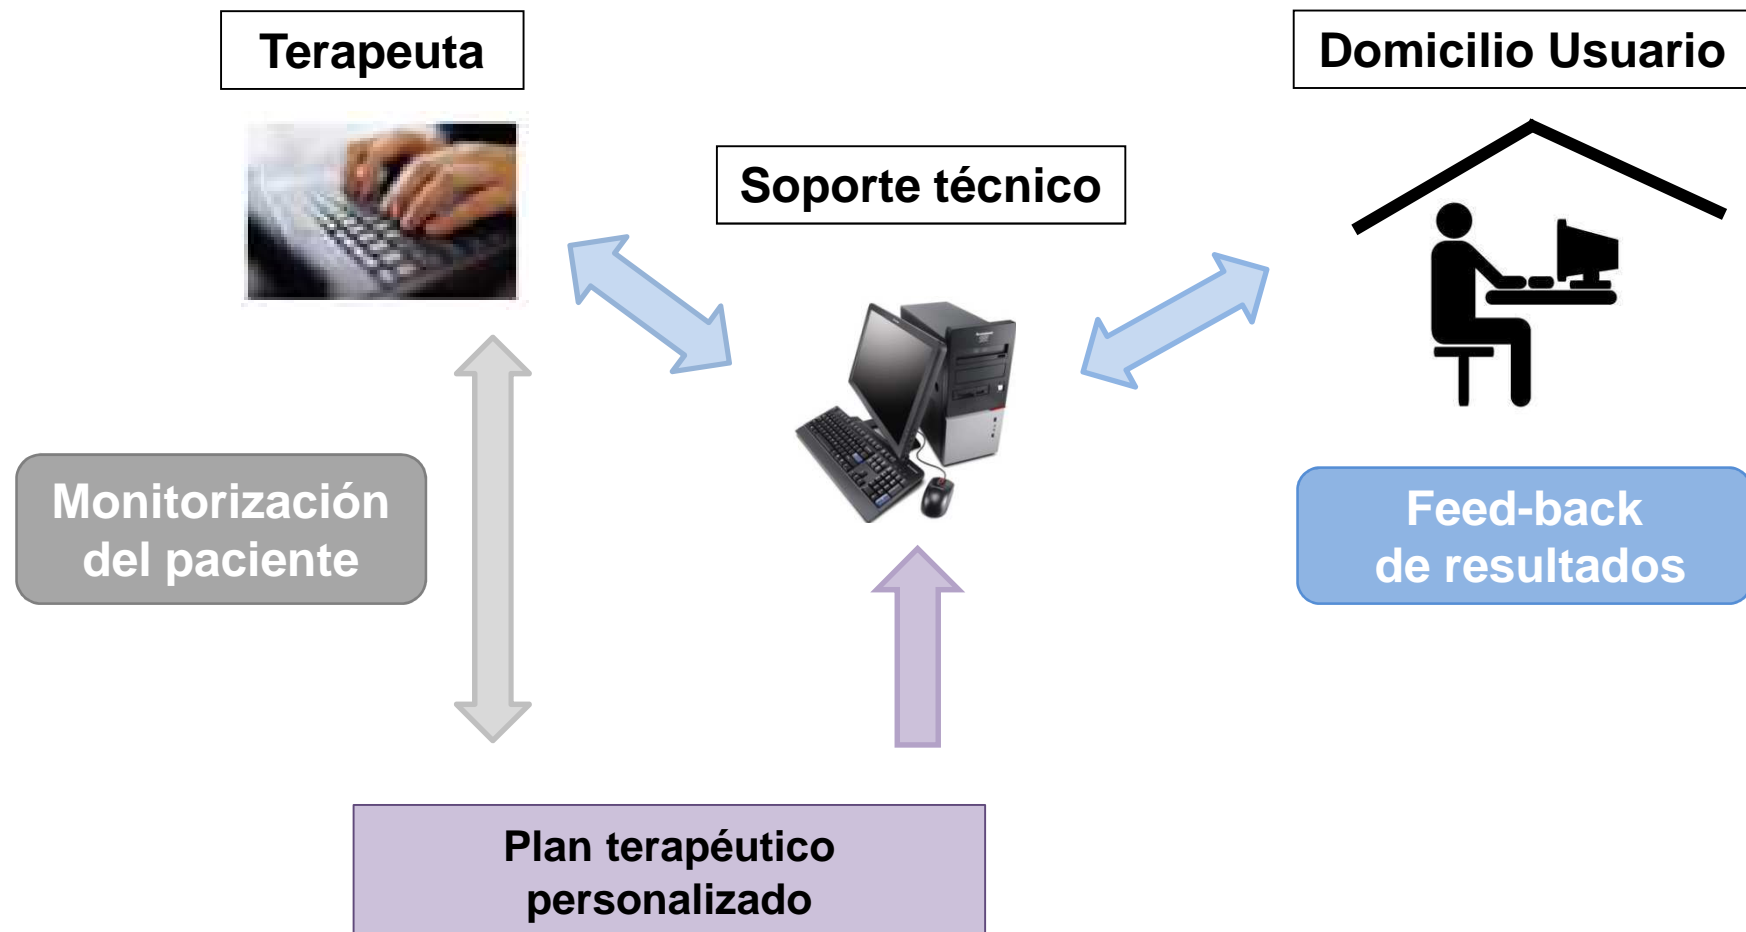 Terapeuta
Domicilio Usuario
Soporte técnico
Monitorización
del paciente
Feed-back
de resultados
Plan terapéutico
personalizado